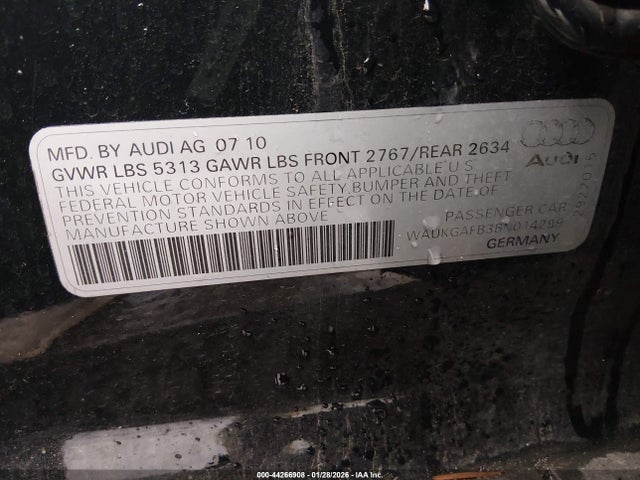 MFD. BY AUDI AG 07 10
GVWR LBS 5313 GAWR LBS FRONT 2767/REAR 2634
THIS VEHICLE CONFORMS TO ALL APPLICABLE U S
FEDERAL MOTOR VEHICLE SAFETY, BUMPER AND THEFT
PREVENTION STANDARDS IN EFFECT ON THE DATE OF
MANUFACTURE SHOWN ABOVE
Audi
PASSENGER CAR
WAUKGAFB3BN014299
GERMANY
000-44266908 | 01/28/2026 © IAA Inc.